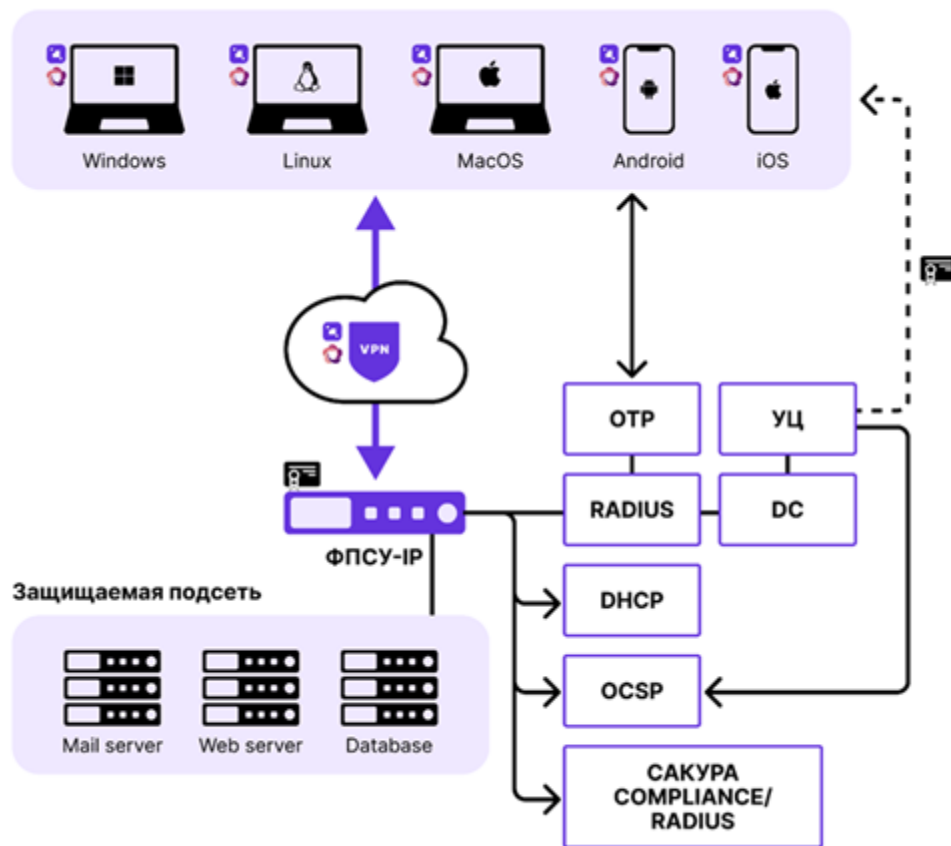 Windows
Linux
MacOS
Android
iOS
VPN
OTP
УЦ
RADIUS
DC
ФПСУ-IP
DHCP
Защищаемая подсеть
OCSP
Mail server
Web server
Database
САКУРА
COMPLIANCE/
RADIUS